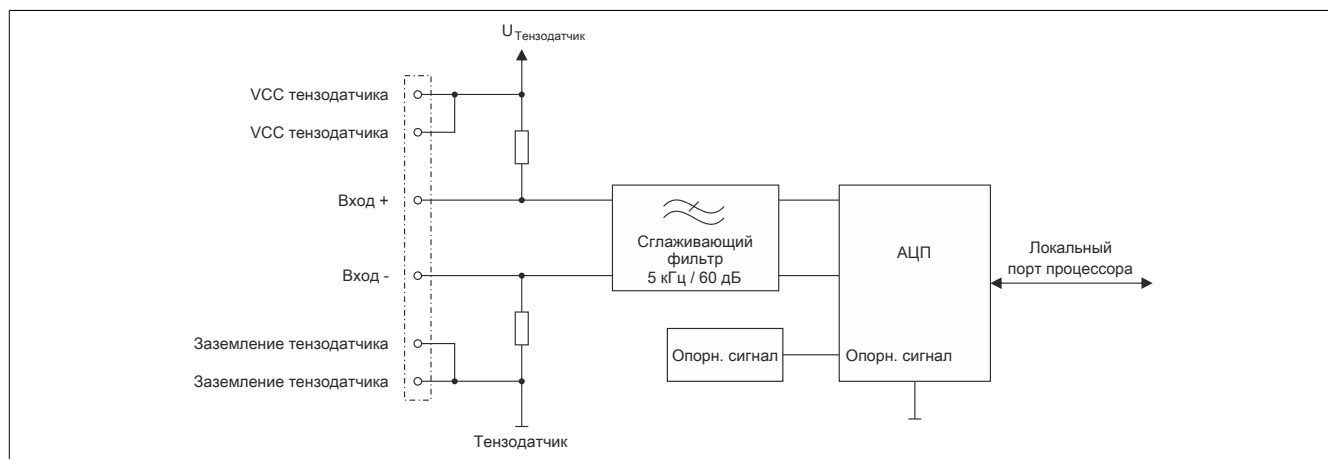 U Тензодатчик
VCC тензодатчика
VCC тензодатчика
Вход +
Сглаживающий
фильтр
5 кГц / 60 дБ
АЦП
Локальный
порт процессора
Вход -
Заземление тензодатчика
Опорн. сигнал
Опорн. сигнал
Заземление тензодатчика
Тензодатчик